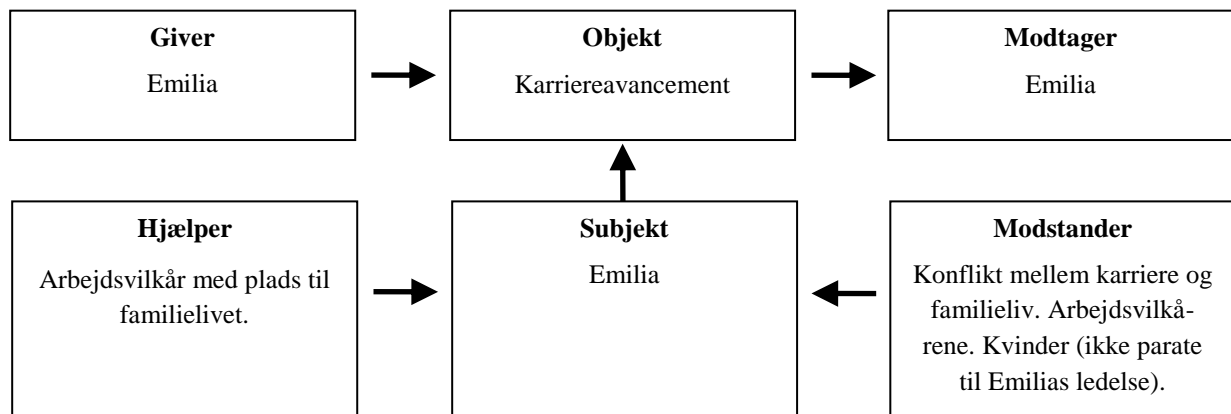 Giver
Emilia
Objekt
Karriereavancement
Modtager
Emilia
Hjælper
Arbejdsvilkår med plads til
familielivet.
Subjekt
Emilia
Modstander
Konflikt mellem karriere og
familieliv. Arbejdsvilkå-
rene. Kvinder (ikke parate
til Emilias ledelse).